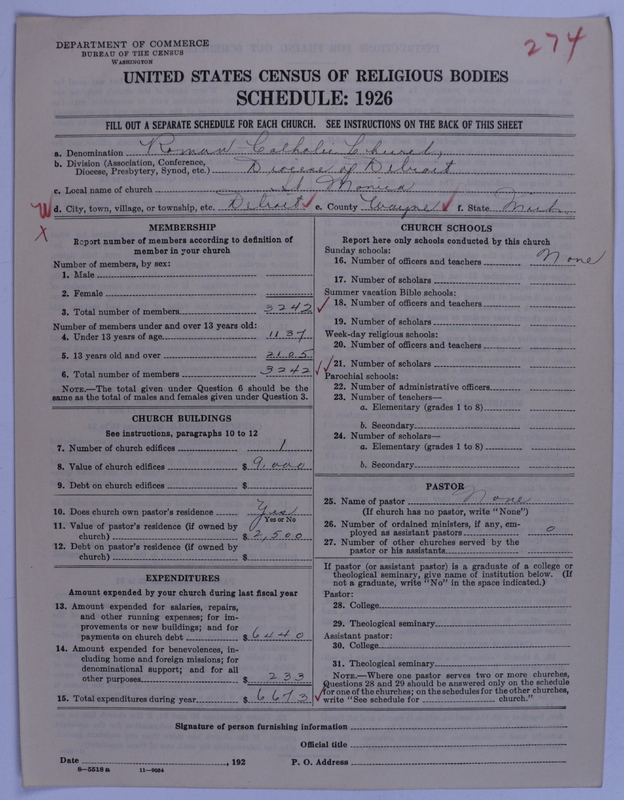 DEPARTMENT OF COMMERCE
BUREAU OF THE CENSUS
WASHINGTON
274
UNITED STATES CENSUS OF RELIGIOUS BODIES
SCHEDULE: 1926
FILL OUT A SEPARATE SCHEDULE FOR EACH CHURCH. SEE INSTRUCTIONS ON THE BACK OF THIS SHEET
a. Denomination Roman Catholic Church,
b. Division (Association, Conference,
Diocese, Presbytery, Synod, etc.) Diocese of Detroit
c. Local name of church St. Monica
d. City, town, village, or township, etc. Detroit e. County Wayne f. State Mich.
MEMBERSHIP
Report number of members according to definition of
member in your church
Number of members, by sex:
1. Male
2. Female
3. Total number of members 3242
Number of members under and over 13 years old:
4. Under 13 years of age 1137
5. 13 years old and over 2105
6. Total number of members 3242
NOTE.—The total given under Question 6 should be the
same as the total of males and females given under Question 3.
CHURCH BUILDINGS
See instructions, paragraphs 10 to 12
7. Number of church edifices 1
8. Value of church edifices $ 9,000
9. Debt on church edifices $
10. Does church own pastor's residence Yes
Yes or No
11. Value of pastor's residence (if owned by
church) $ 2,500
12. Debt on pastor's residence (if owned by
church) $
EXPENDITURES
Amount expended by your church during last fiscal year
13. Amount expended for salaries, repairs,
and other running expenses; for im-
provements or new buildings; and for
payments on church debt $ 6440
14. Amount expended for benevolences, in-
cluding home and foreign missions; for
denominational support; and for all
other purposes $ 233
15. Total expenditures during year $ 6673
CHURCH SCHOOLS
Report here only schools conducted by this church
Sunday schools:
16. Number of officers and teachers None
17. Number of scholars
Summer vacation Bible schools:
18. Number of officers and teachers
19. Number of scholars
Week-day religious schools:
20. Number of officers and teachers
21. Number of scholars
Parochial schools:
22. Number of administrative officers
23. Number of teachers—
a. Elementary (grades 1 to 8)
b. Secondary
24. Number of scholars—
a. Elementary (grades 1 to 8)
b. Secondary
PASTOR
25. Name of pastor None
(If church has no pastor, write "None")
26. Number of ordained ministers, if any, em-
ployed as assistant pastors 0
27. Number of other churches served by the
pastor or his assistants
If pastor (or assistant pastor) is a graduate of a college or
theological seminary, give name of institution below. (If
not a graduate, write "No" in the space indicated.)
Pastor:
28. College
29. Theological seminary
Assistant pastor:
30. College
31. Theological seminary
NOTE.—Where one pastor serves two or more churches,
Questions 28 and 29 should be answered only on the schedule
for one of the churches; on the schedules for the other churches,
write "See schedule for church."
Signature of person furnishing information
Official title
Date , 192 P. O. Address
8—5518a 11—9054